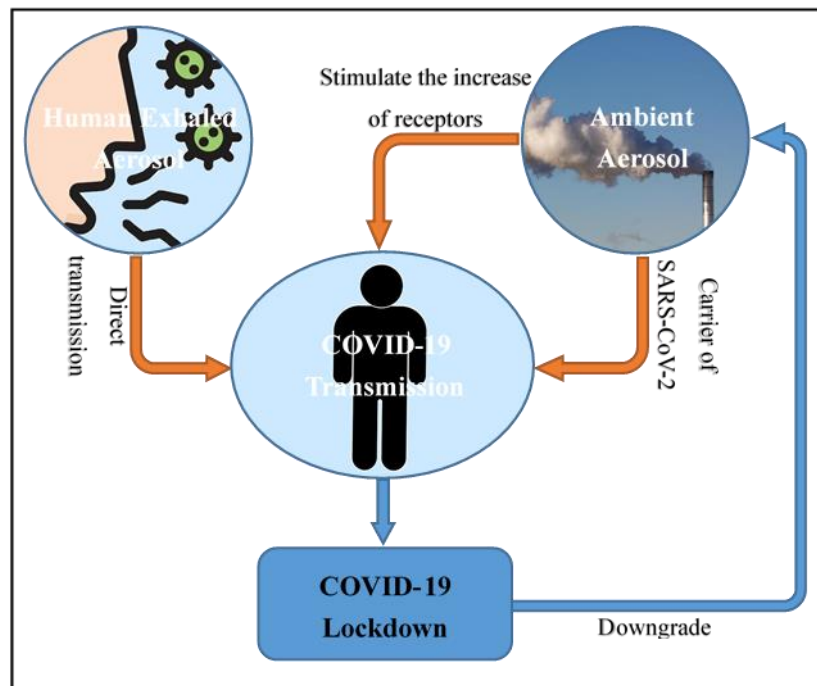 Human Exhaled
Aerosol
Stimulate the increase
of receptors
Ambient
Aerosol
Direct
transmission
Carrier of
SARS-CoV-2
COVID-19
Transmission
COVID-19
Lockdown
Downgrade